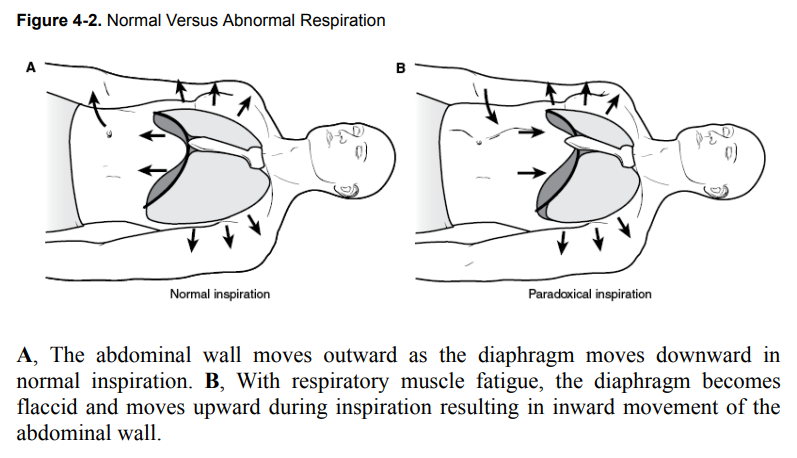 Figure 4-2. Normal Versus Abnormal Respiration
A
B
Normal inspiration
Paradoxical inspiration
A, The abdominal wall moves outward as the diaphragm moves downward in
normal inspiration. B, With respiratory muscle fatigue, the diaphragm becomes
flaccid and moves upward during inspiration resulting in inward movement of the
abdominal wall.